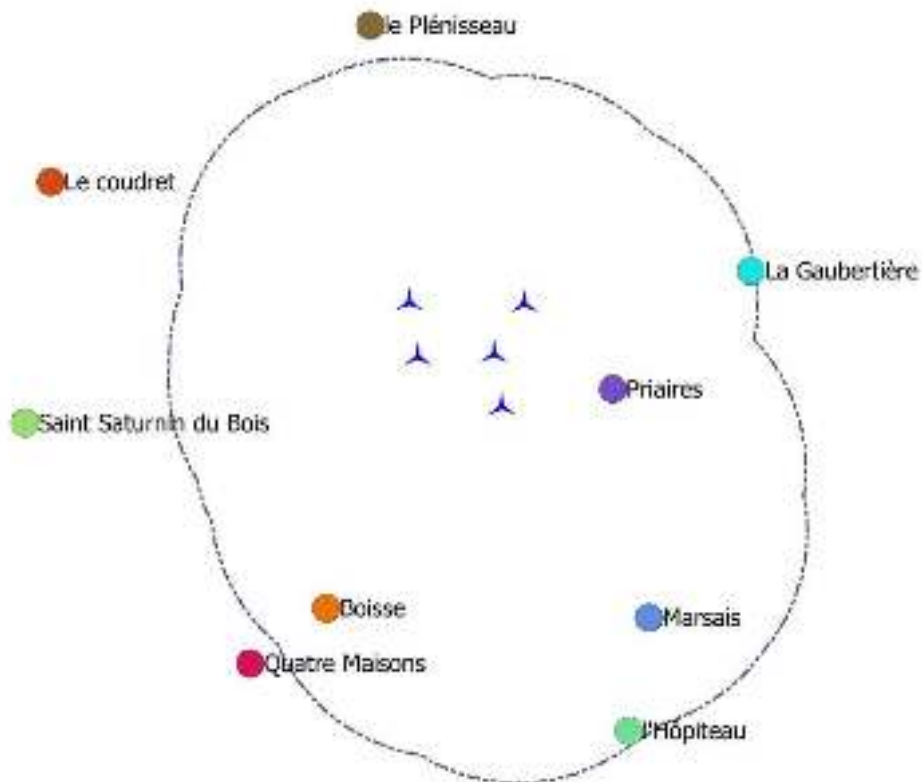 le Plénisseau
Le coudret
La Gaubertière
Priaires
Saint Saturnin du Bois
Boisse
Marsais
Quatre Maisons
l'Hôpiteau